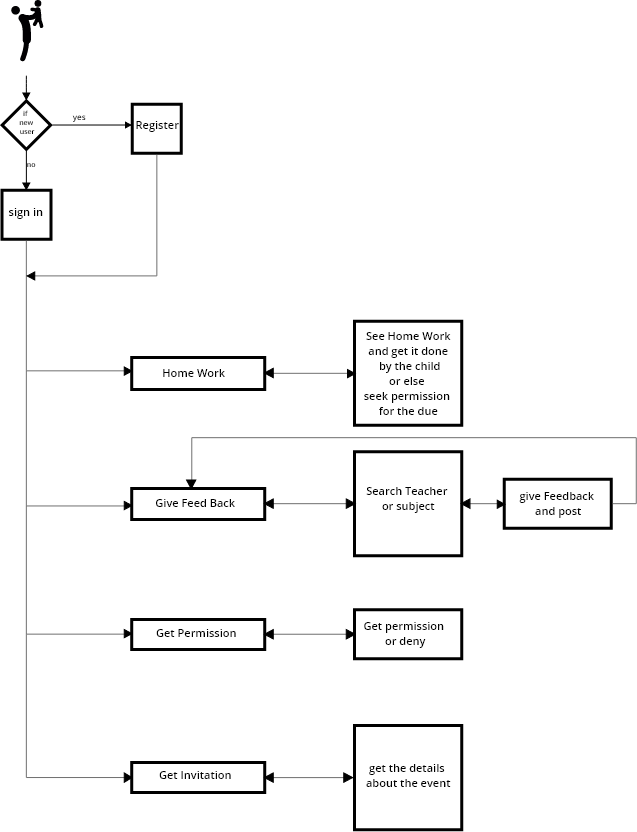 if
new
user
yes
Register
no
sign in
Home Work
See Home Work
and get it done
by the child
or else
seek permission
for the due
Give Feed Back
Search Teacher
or subject
give Feedback
and post
Get Permission
Get permission
or deny
Get Invitation
get the details
about the event